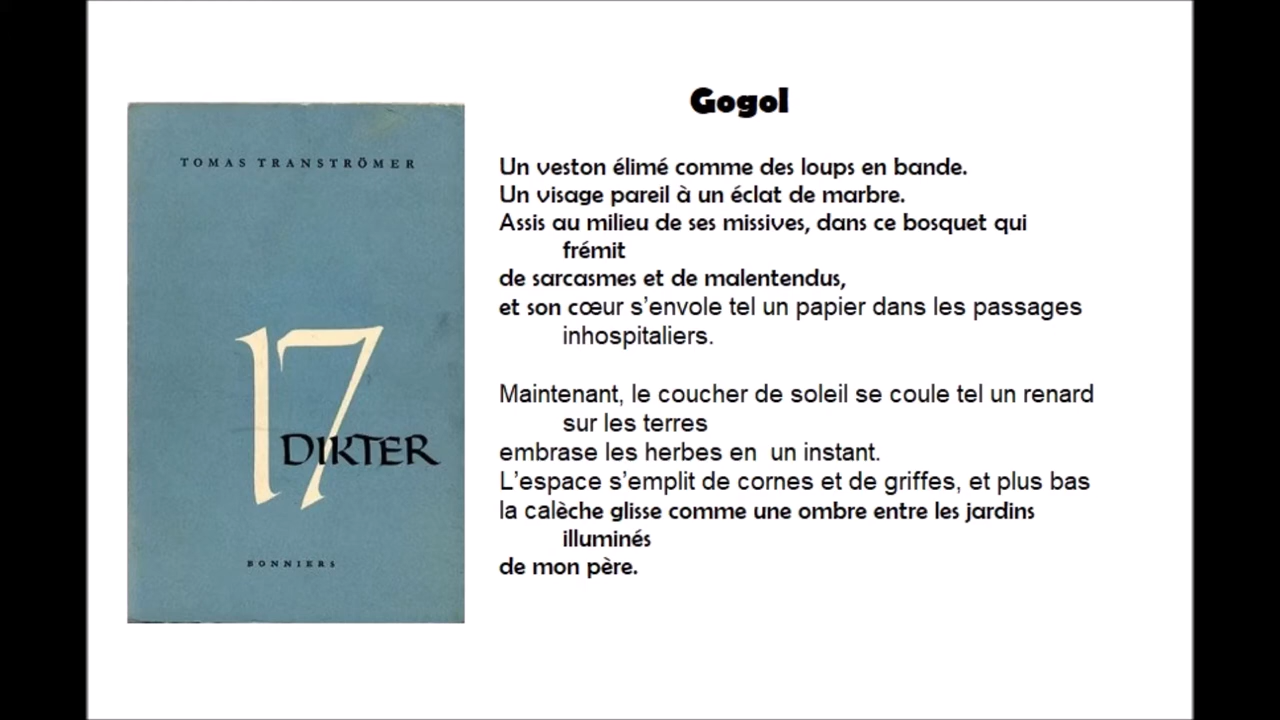 TOMAS TRANSTRÖMER
17
DIKTER
BONNIERS
Gogol
Un veston élimé comme des loups en bande.
Un visage pareil à un éclat de marbre.
Assis au milieu de ses missives, dans ce bosquet qui
frémit
de sarcasmes et de malentendus,
et son cœur s’envole tel un papier dans les passages
inhospitaliers.
Maintenant, le coucher de soleil se coule tel un renard
sur les terres
embrase les herbes en  un instant.
L’espace s’emplit de cornes et de griffes, et plus bas
la calèche glisse comme une ombre entre les jardins
illuminés
de mon père.